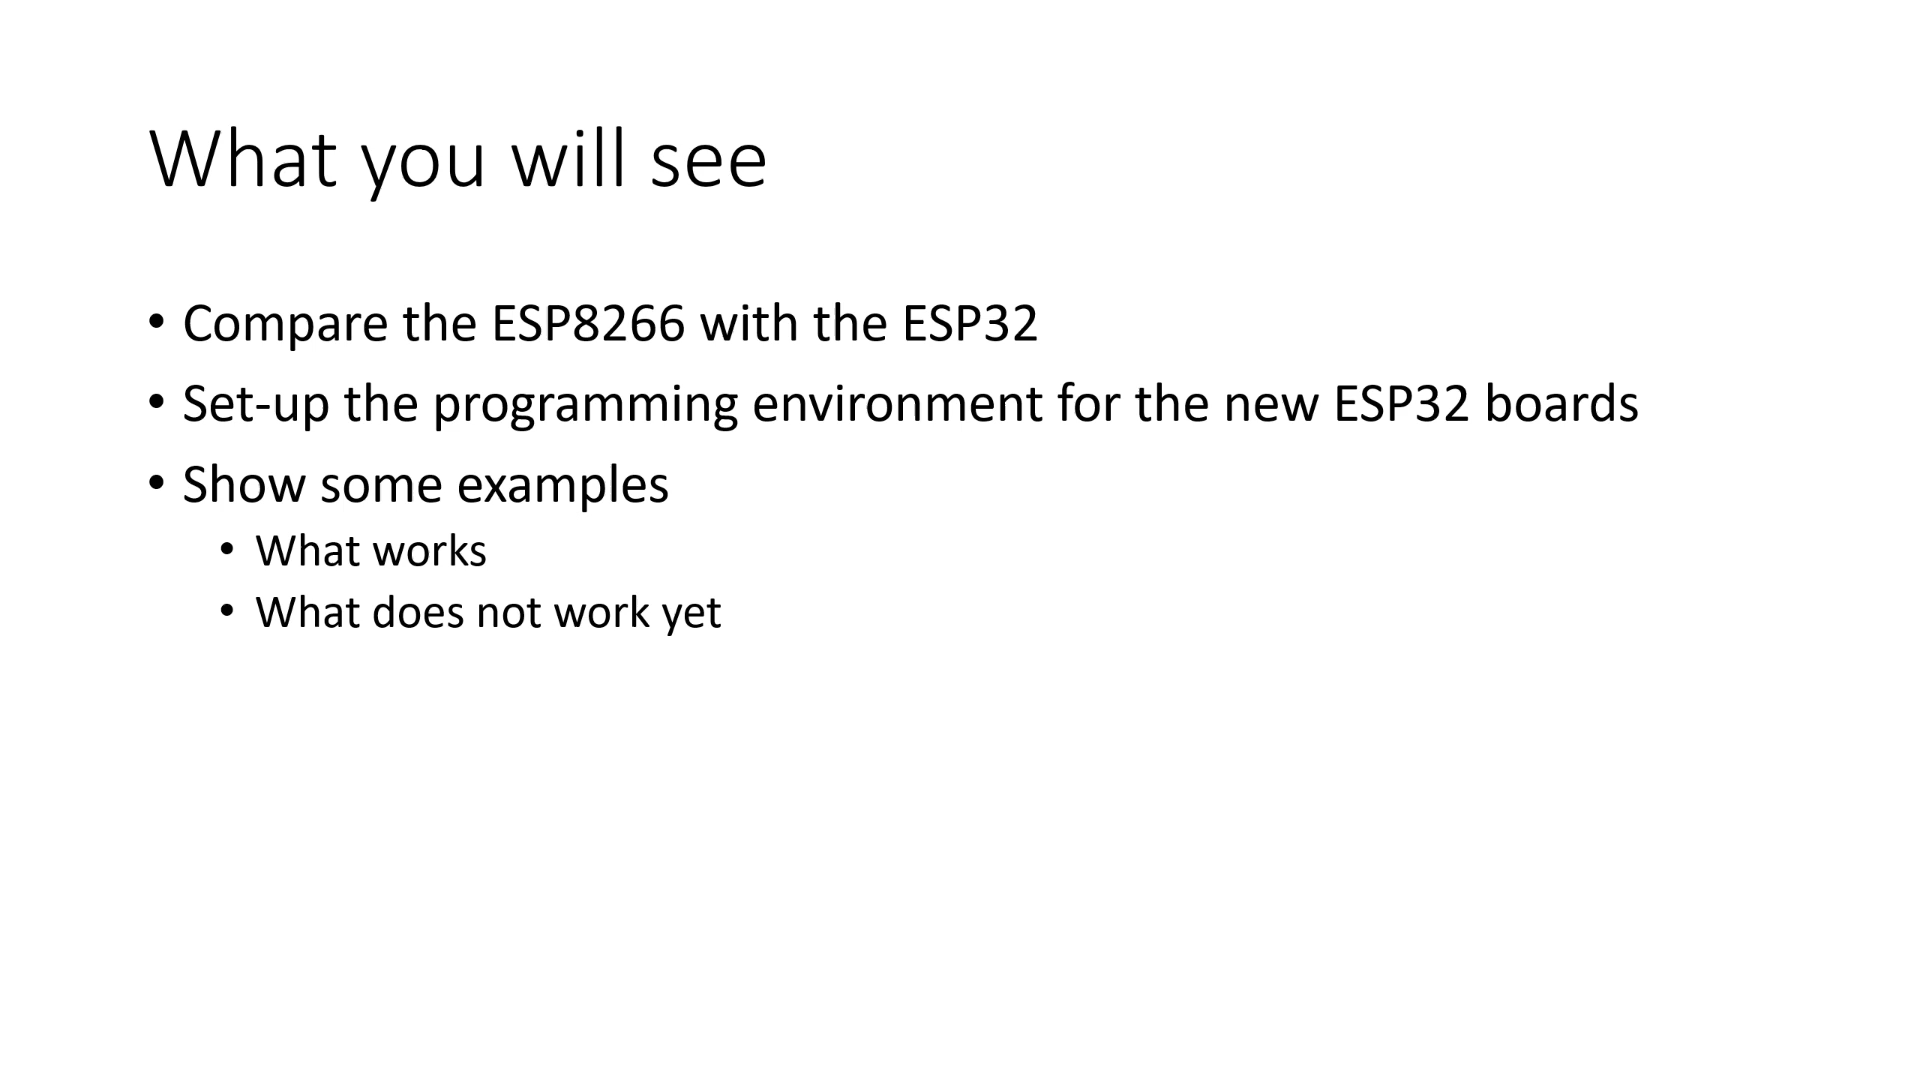 What you will see
• Compare the ESP8266 with the ESP32
• Set-up the programming environment for the new ESP32 boards
• Show some examples
• What works
• What does not work yet